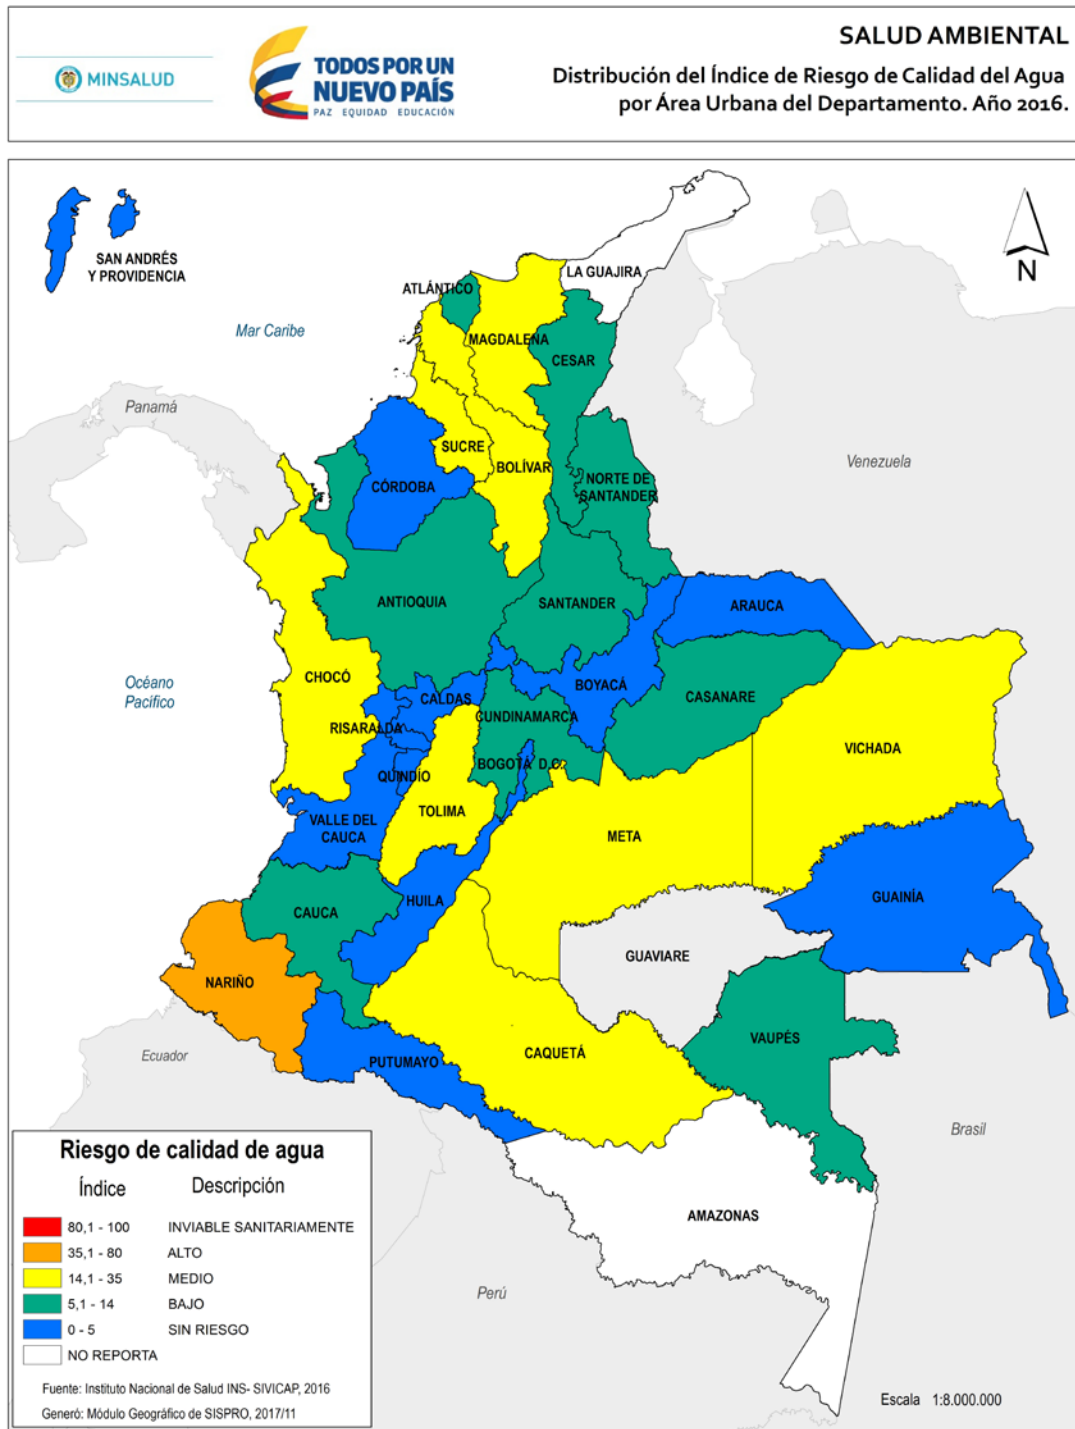 MINSALUD
TODOS POR UN
NUEVO PAÍS
PAZ EQUIDAD EDUCACIÓN
SALUD AMBIENTAL
Distribución del Índice de Riesgo de Calidad del Agua
por Área Urbana del Departamento. Año 2016.
SAN ANDRÉS
Y PROVIDENCIA
N
LA GUAJIRA
ATLÁNTICO
Mar Caribe
MAGDALENA
CESAR
Panamá
SUCRE
BOLÍVAR
Venezuela
CÓRDOBA
NORTE DE
SANTANDER
ANTIOQUIA
SANTANDER
ARAUCA
CHOCÓ
Océano
Pacífico
CALDAS
BOYACÁ
CASANARE
RISARALDA
CUNDINAMARCA
VICHADA
QUINDÍO
BOGOTÁ D.C.
TOLIMA
VALLE DEL
CAUCA
META
HUILA
GUAINÍA
CAUCA
GUAVIARE
NARIÑO
VAUPÉS
Ecuador
PUTUMAYO
CAQUETÁ
Brasil
AMAZONAS
Perú
Riesgo de calidad de agua
Índice Descripción
80,1 - 100 INVIABLE SANITARIAMENTE
35,1 - 80 ALTO
14,1 - 35 MEDIO
5,1 - 14 BAJO
0 - 5 SIN RIESGO
NO REPORTA
Fuente: Instituto Nacional de Salud INS- SIVICAP, 2016
Generó: Módulo Geográfico de SISPRO, 2017/11
Escala 1:8.000.000